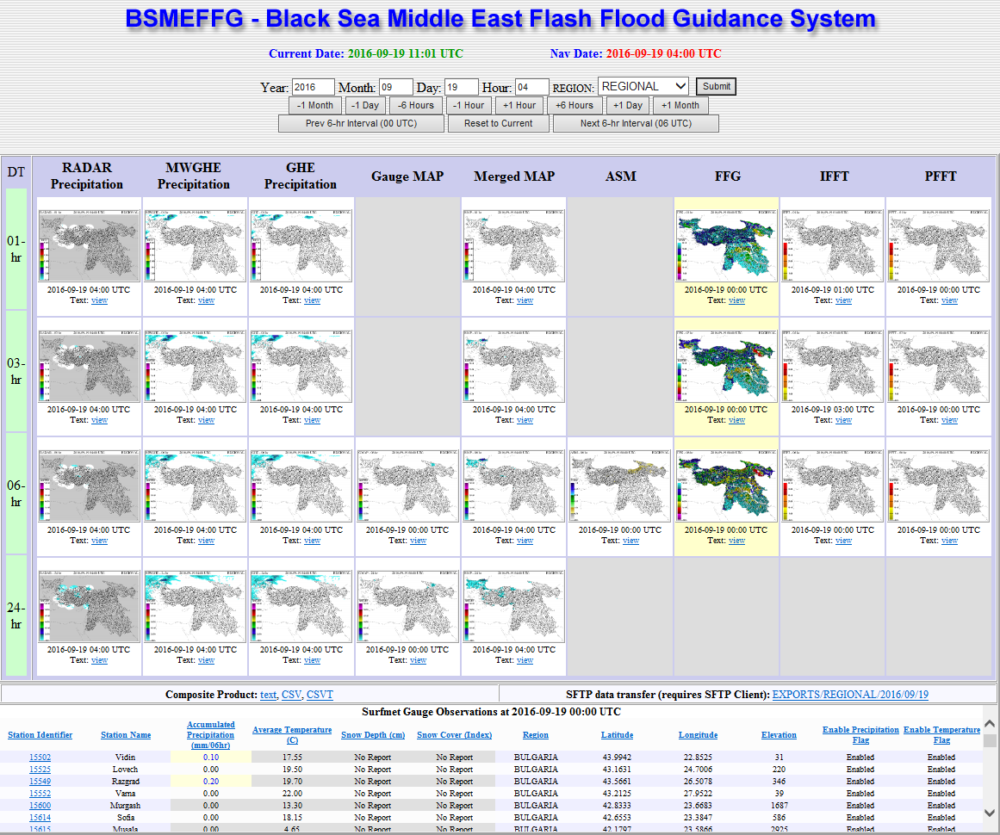 BSMEFFG - Black Sea Middle East Flash Flood Guidance System
Current Date: 2016-09-19 11:01 UTC Nav Date: 2016-09-19 04:00 UTC
Year: 2016 Month: 09 Day: 19 Hour: 04 REGION: REGIONAL Submit
-1 Month -1 Day -6 Hours -1 Hour +1 Hour +6 Hours +1 Day +1 Month
Prev 6-hr Interval (00 UTC) Reset to Current Next 6-hr Interval (06 UTC)
DT RADAR Precipitation MWGHE Precipitation GHE Precipitation Gauge MAP Merged MAP ASM FFG IFFT PFFT
01-hr
2016-09-19 04:00 UTC 2016-09-19 04:00 UTC 2016-09-19 04:00 UTC 2016-09-19 04:00 UTC 2016-09-19 00:00 UTC 2016-09-19 01:00 UTC 2016-09-19 00:00 UTC
Text: view Text: view Text: view Text: view Text: view Text: view Text: view
03-hr
2016-09-19 04:00 UTC 2016-09-19 04:00 UTC 2016-09-19 04:00 UTC 2016-09-19 04:00 UTC 2016-09-19 00:00 UTC 2016-09-19 03:00 UTC 2016-09-19 00:00 UTC
Text: view Text: view Text: view Text: view Text: view Text: view Text: view
06-hr
2016-09-19 04:00 UTC 2016-09-19 04:00 UTC 2016-09-19 04:00 UTC 2016-09-19 00:00 UTC 2016-09-19 04:00 UTC 2016-09-19 00:00 UTC 2016-09-19 00:00 UTC 2016-09-19 00:00 UTC 2016-09-19 00:00 UTC
Text: view Text: view Text: view Text: view Text: view Text: view Text: view Text: view Text: view
24-hr
2016-09-19 04:00 UTC 2016-09-19 04:00 UTC 2016-09-19 04:00 UTC 2016-09-19 00:00 UTC 2016-09-19 04:00 UTC
Text: view Text: view Text: view Text: view Text: view
Composite Product: text, CSV, CSVT SFTP data transfer (requires SFTP Client): EXPORTS/REGIONAL/2016/09/19
Surfmet Gauge Observations at 2016-09-19 00:00 UTC
Station Identifier Station Name Accumulated Precipitation (mm/06hr) Average Temperature (C) Snow Depth (cm) Snow Cover (Index) Region Latitude Longitude Elevation Enable Precipitation Flag Enable Temperature Flag
15502 Vidin 0.10 17.55 No Report No Report BULGARIA 43.9942 22.8525 31 Enabled Enabled
15525 Lovech 0.00 19.50 No Report No Report BULGARIA 43.1631 24.7006 220 Enabled Enabled
15549 Razgrad 0.20 19.70 No Report No Report BULGARIA 43.5661 26.5078 346 Enabled Enabled
15552 Varna 0.00 22.00 No Report No Report BULGARIA 43.2125 27.9522 39 Enabled Enabled
15600 Murgash 0.00 13.30 No Report No Report BULGARIA 42.8333 23.6683 1687 Enabled Enabled
15614 Sofia 0.00 18.15 No Report No Report BULGARIA 42.6553 23.3847 586 Enabled Enabled
15615 Musala 0.00 4.65 No Report No Report BULGARIA 42.1797 23.5866 2925 Enabled Enabled